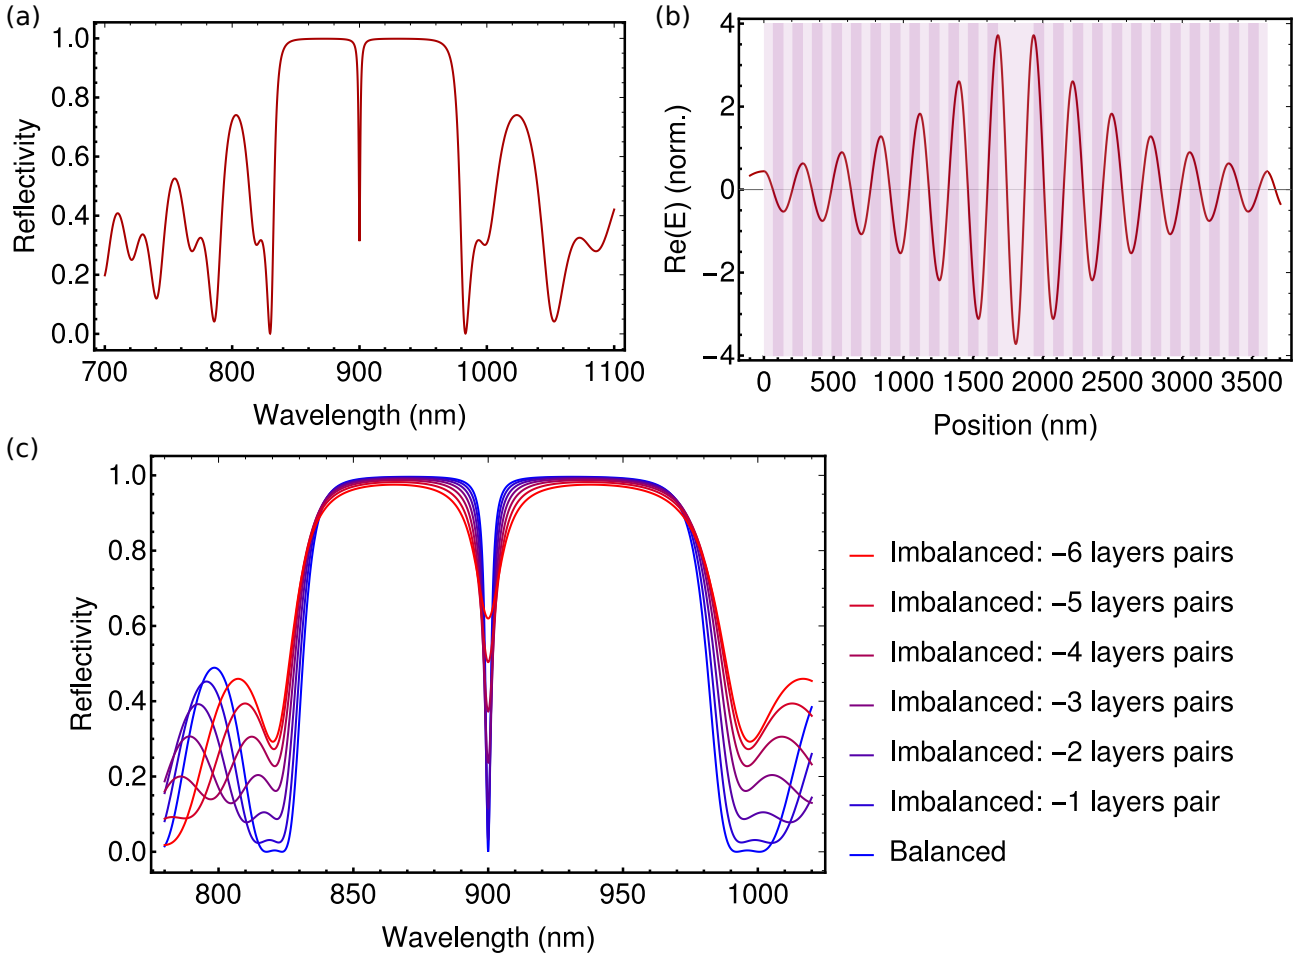 (a)
1.0
0.8
0.6
0.4
0.2
0.0
Reflectivity
700
800
900
1000
1100
Wavelength (nm)
(b)
4
2
0
−2
−4
Re(E) (norm.)
0
500
1000
1500
2000
2500
3000
3500
Position (nm)
(c)
1.0
0.8
0.6
0.4
0.2
0.0
Reflectivity
800
850
900
950
1000
Wavelength (nm)
Imbalanced: −6 layers pairs
Imbalanced: −5 layers pairs
Imbalanced: −4 layers pairs
Imbalanced: −3 layers pairs
Imbalanced: −2 layers pairs
Imbalanced: −1 layers pair
Balanced